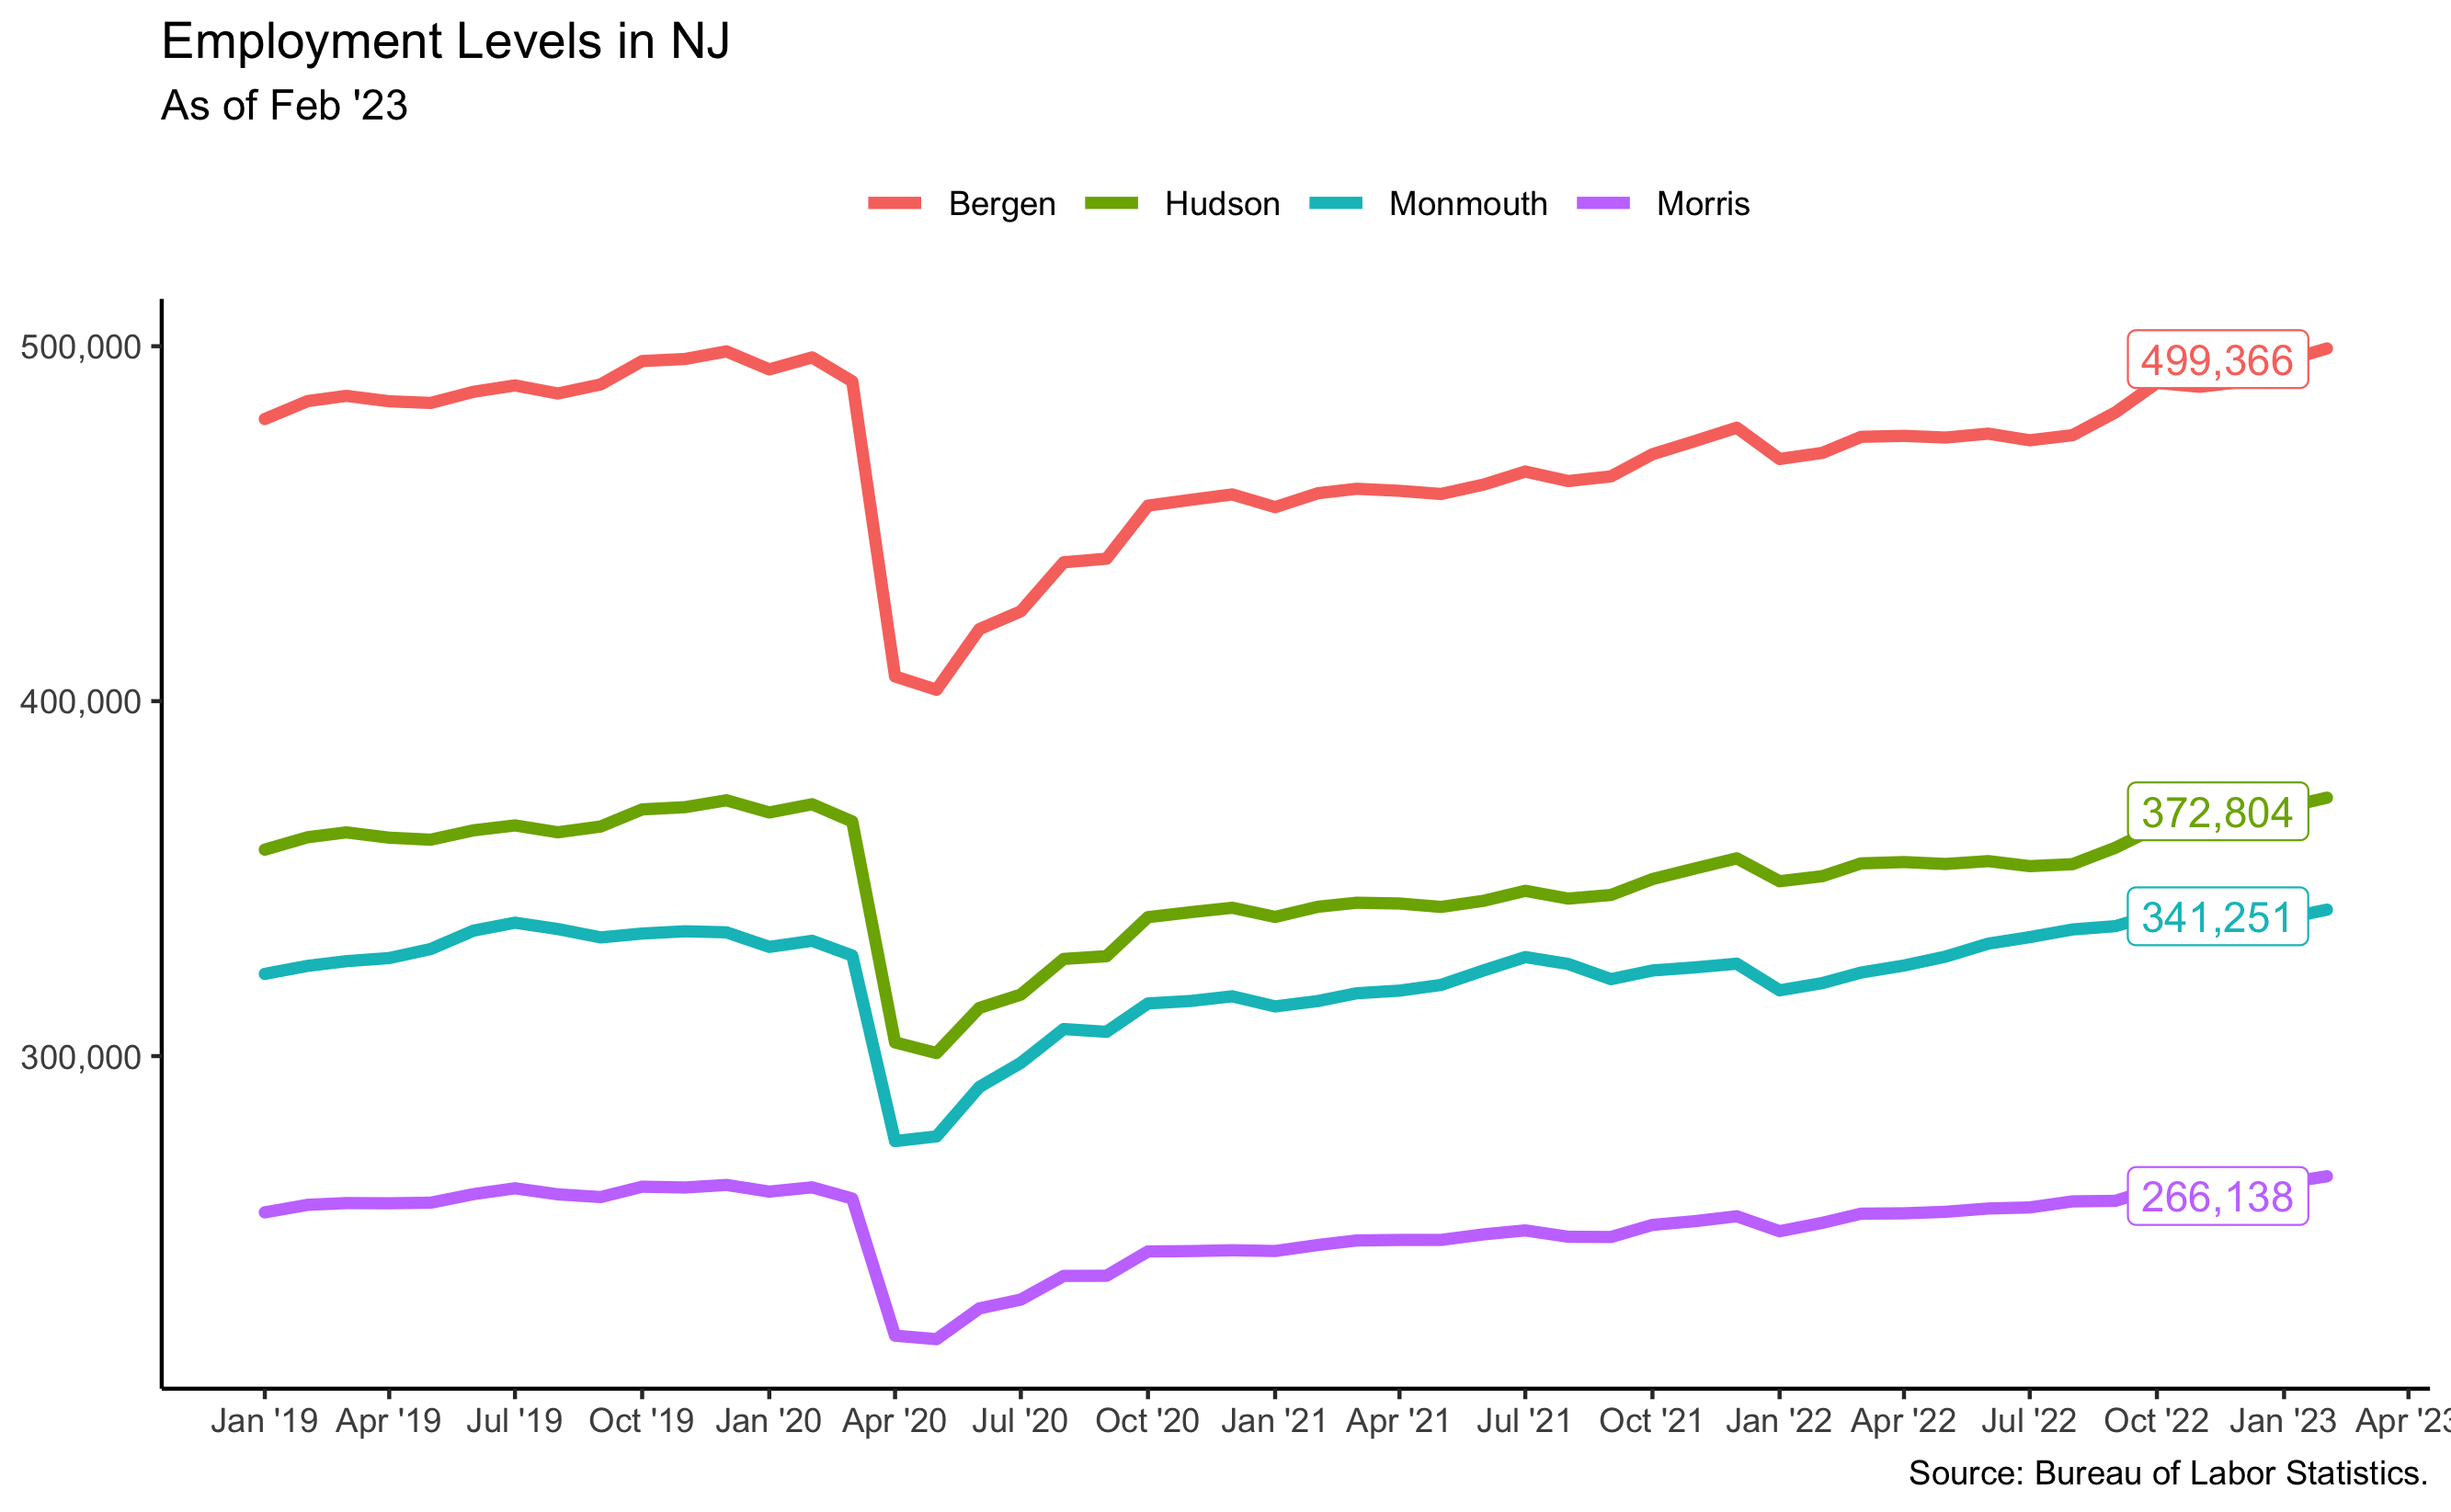 Employment Levels in NJ
As of Feb '23
Bergen Hudson Monmouth Morris
500,000
499,366
400,000
372,804
341,251
300,000
266,138
Jan '19 Apr '19 Jul '19 Oct '19 Jan '20 Apr '20 Jul '20 Oct '20 Jan '21 Apr '21 Jul '21 Oct '21 Jan '22 Apr '22 Jul '22 Oct '22 Jan '23 Apr '23
Source: Bureau of Labor Statistics.